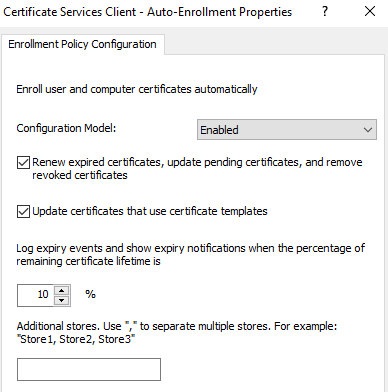 Certificate Services Client - Auto-Enrollment Properties
Enrollment Policy Configuration
Enroll user and computer certificates automatically
Configuration Model: Enabled
Renew expired certificates, update pending certificates, and remove
revoked certificates
Update certificates that use certificate templates
Log expiry events and show expiry notifications when the percentage of
remaining certificate lifetime is
10 %
Additional stores. Use "," to separate multiple stores. For example:
"Store1, Store2, Store3"